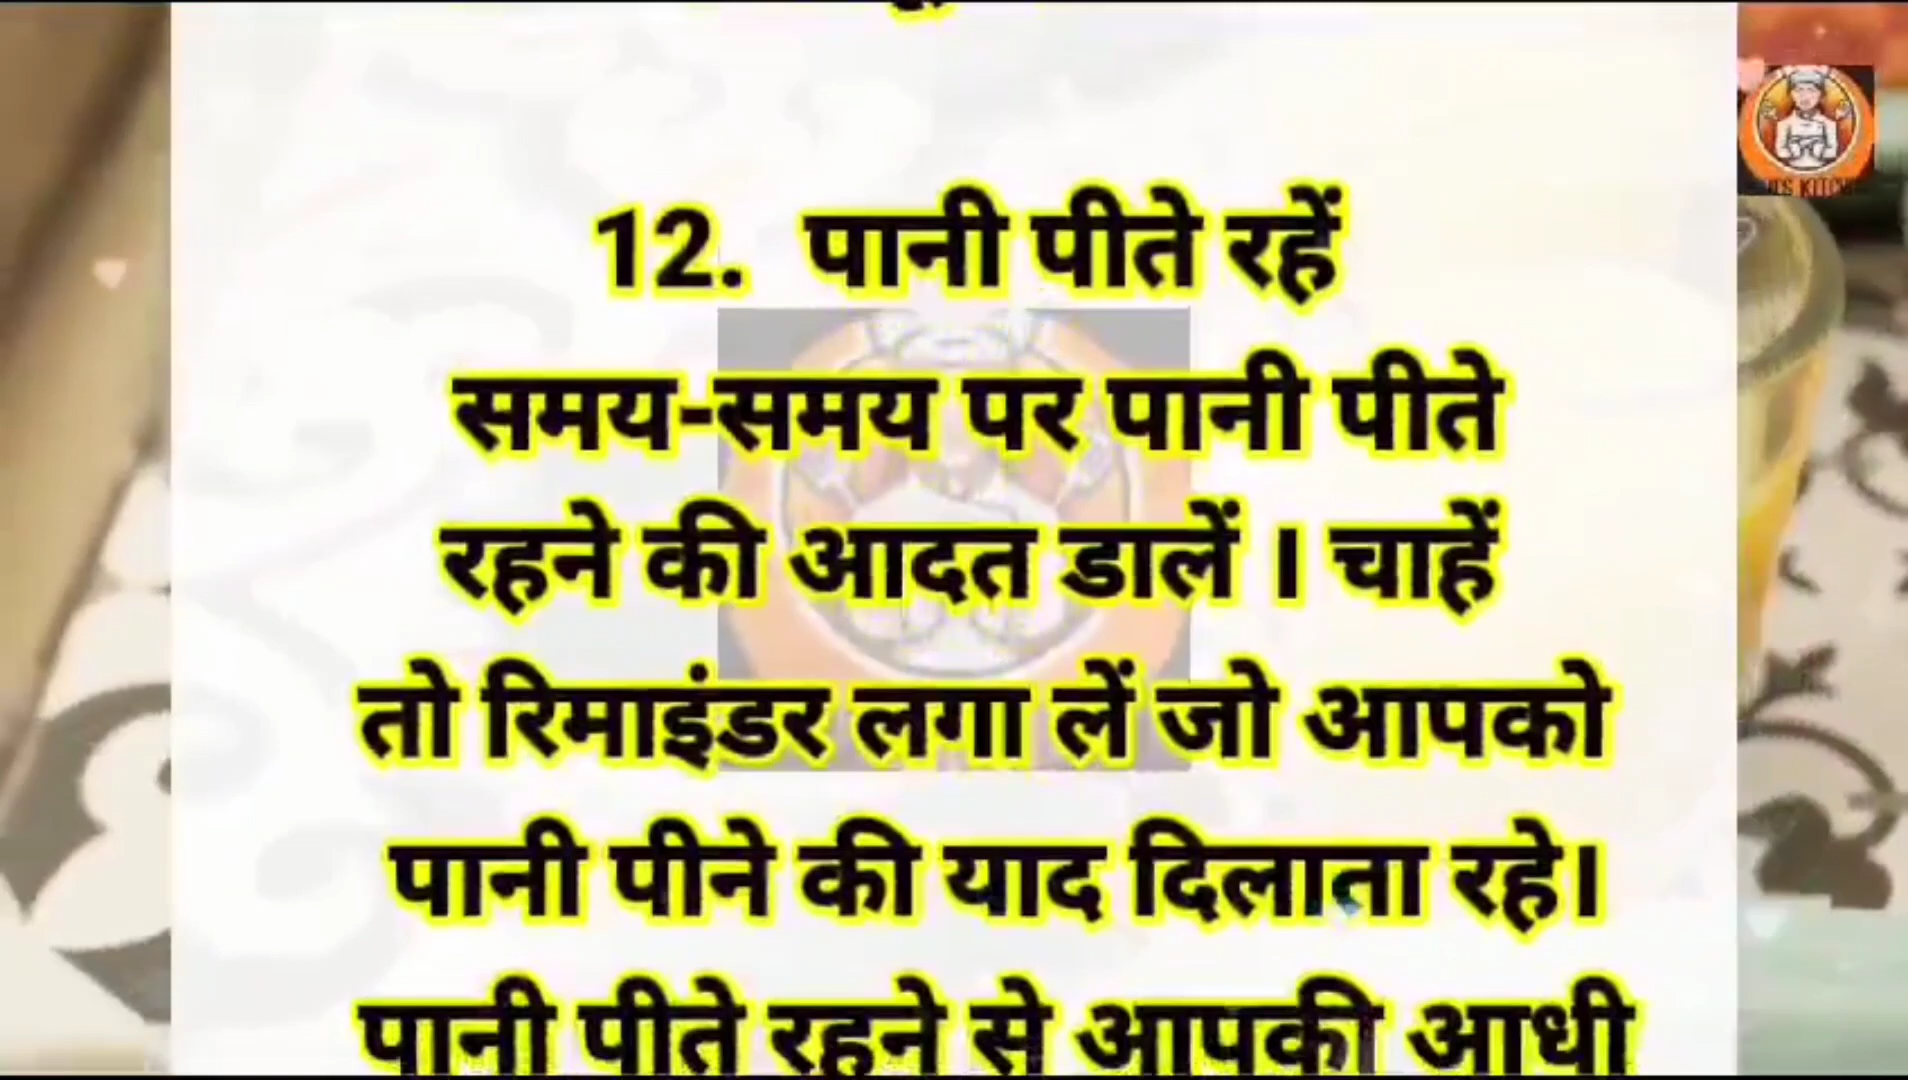 12. पानी पीते रहें
समय-समय पर पानी पीते
रहने की आदत डालें । चाहें
तो रिमाइंडर लगा लें जो आपको
पानी पीने की याद दिलाता रहे।
पानी पीते रहने से आपकी आधी